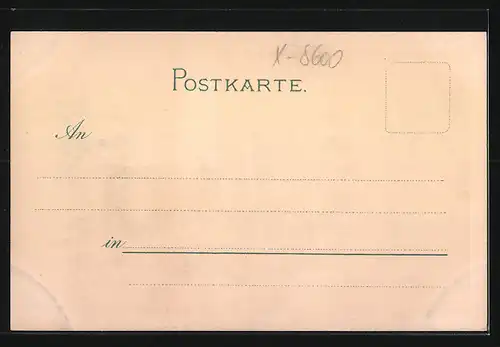 X-8600
POSTKARTE.
An
in